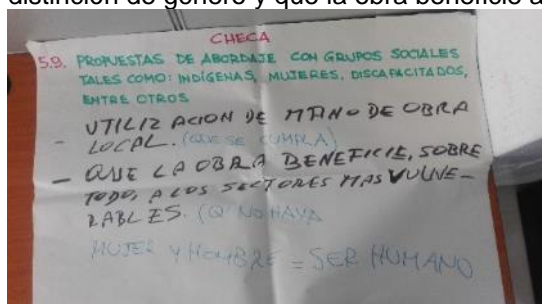 distinción de género y que la obra beneficie a
CHECA
5.9. PROPUESTAS DE ABORDAJE CON GRUPOS SOCIALES
TALES COMO: INDÍGENAS, MUJERES, DISCAPACITADOS,
ENTRE OTROS
- UTILIZACION DE MANO DE OBRA
LOCAL. (QUE SE CUMPLA)
- QUE LA OBRA BENEFICIE, SOBRE
TODO, A LOS SECTORES MAS VULNE-
RABLES. (Q' NO HAYA
MUJER Y HOMBRE = SER HUMANO